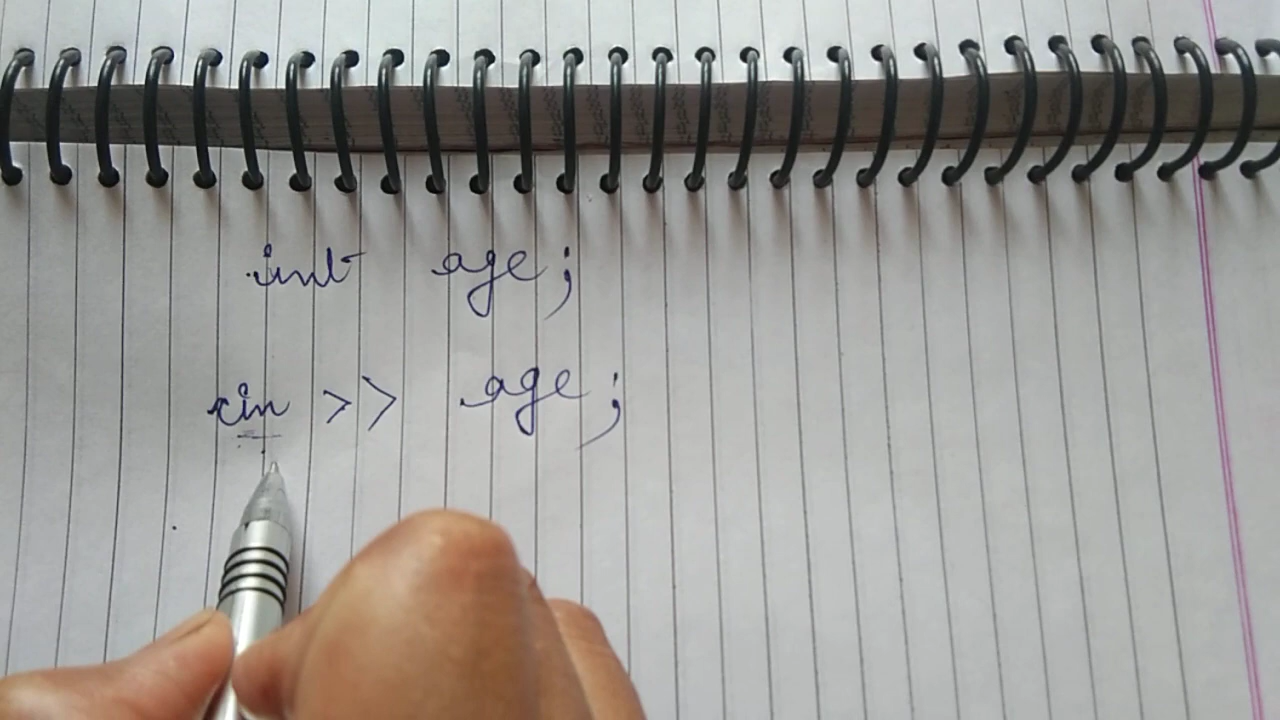 int age;
cin >> age;